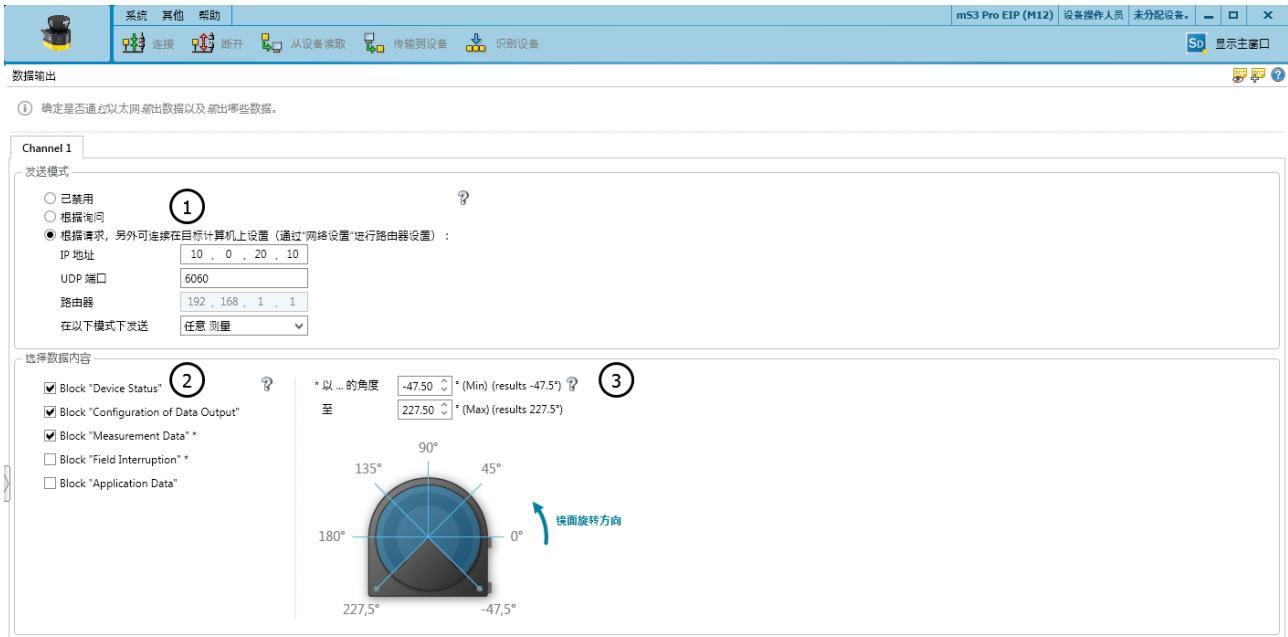 系统 其他 帮助
mS3 Pro EIP (M12) 设备操作人员 未分配设备。
连接 断开 从设备读取 传输到设备 识别设备
SD 显示主窗口
数据输出
确定是否通过以太网输出数据以及输出哪些数据。
Channel 1
发送模式
已禁用
1
根据询问
根据请求，另外可连续在目标计算机上设置（通过"网络设置"进行路由器设置）：
IP 地址 10 . 0 . 20 . 10
UDP 端口 6060
路由器 192 . 168 . 1 . 1
在以下模式下发送 任意 测量
选择数据内容
Block "Device Status" 2
Block "Configuration of Data Output"
Block "Measurement Data" *
Block "Field Interruption" *
Block "Application Data"
* 以 ... 的角度 -47.50 ° (Min) (results -47.5°) 3
至 227.50 ° (Max) (results 227.5°)
90°
135° 45°
镜面旋转方向
180° 0°
227,5° -47,5°